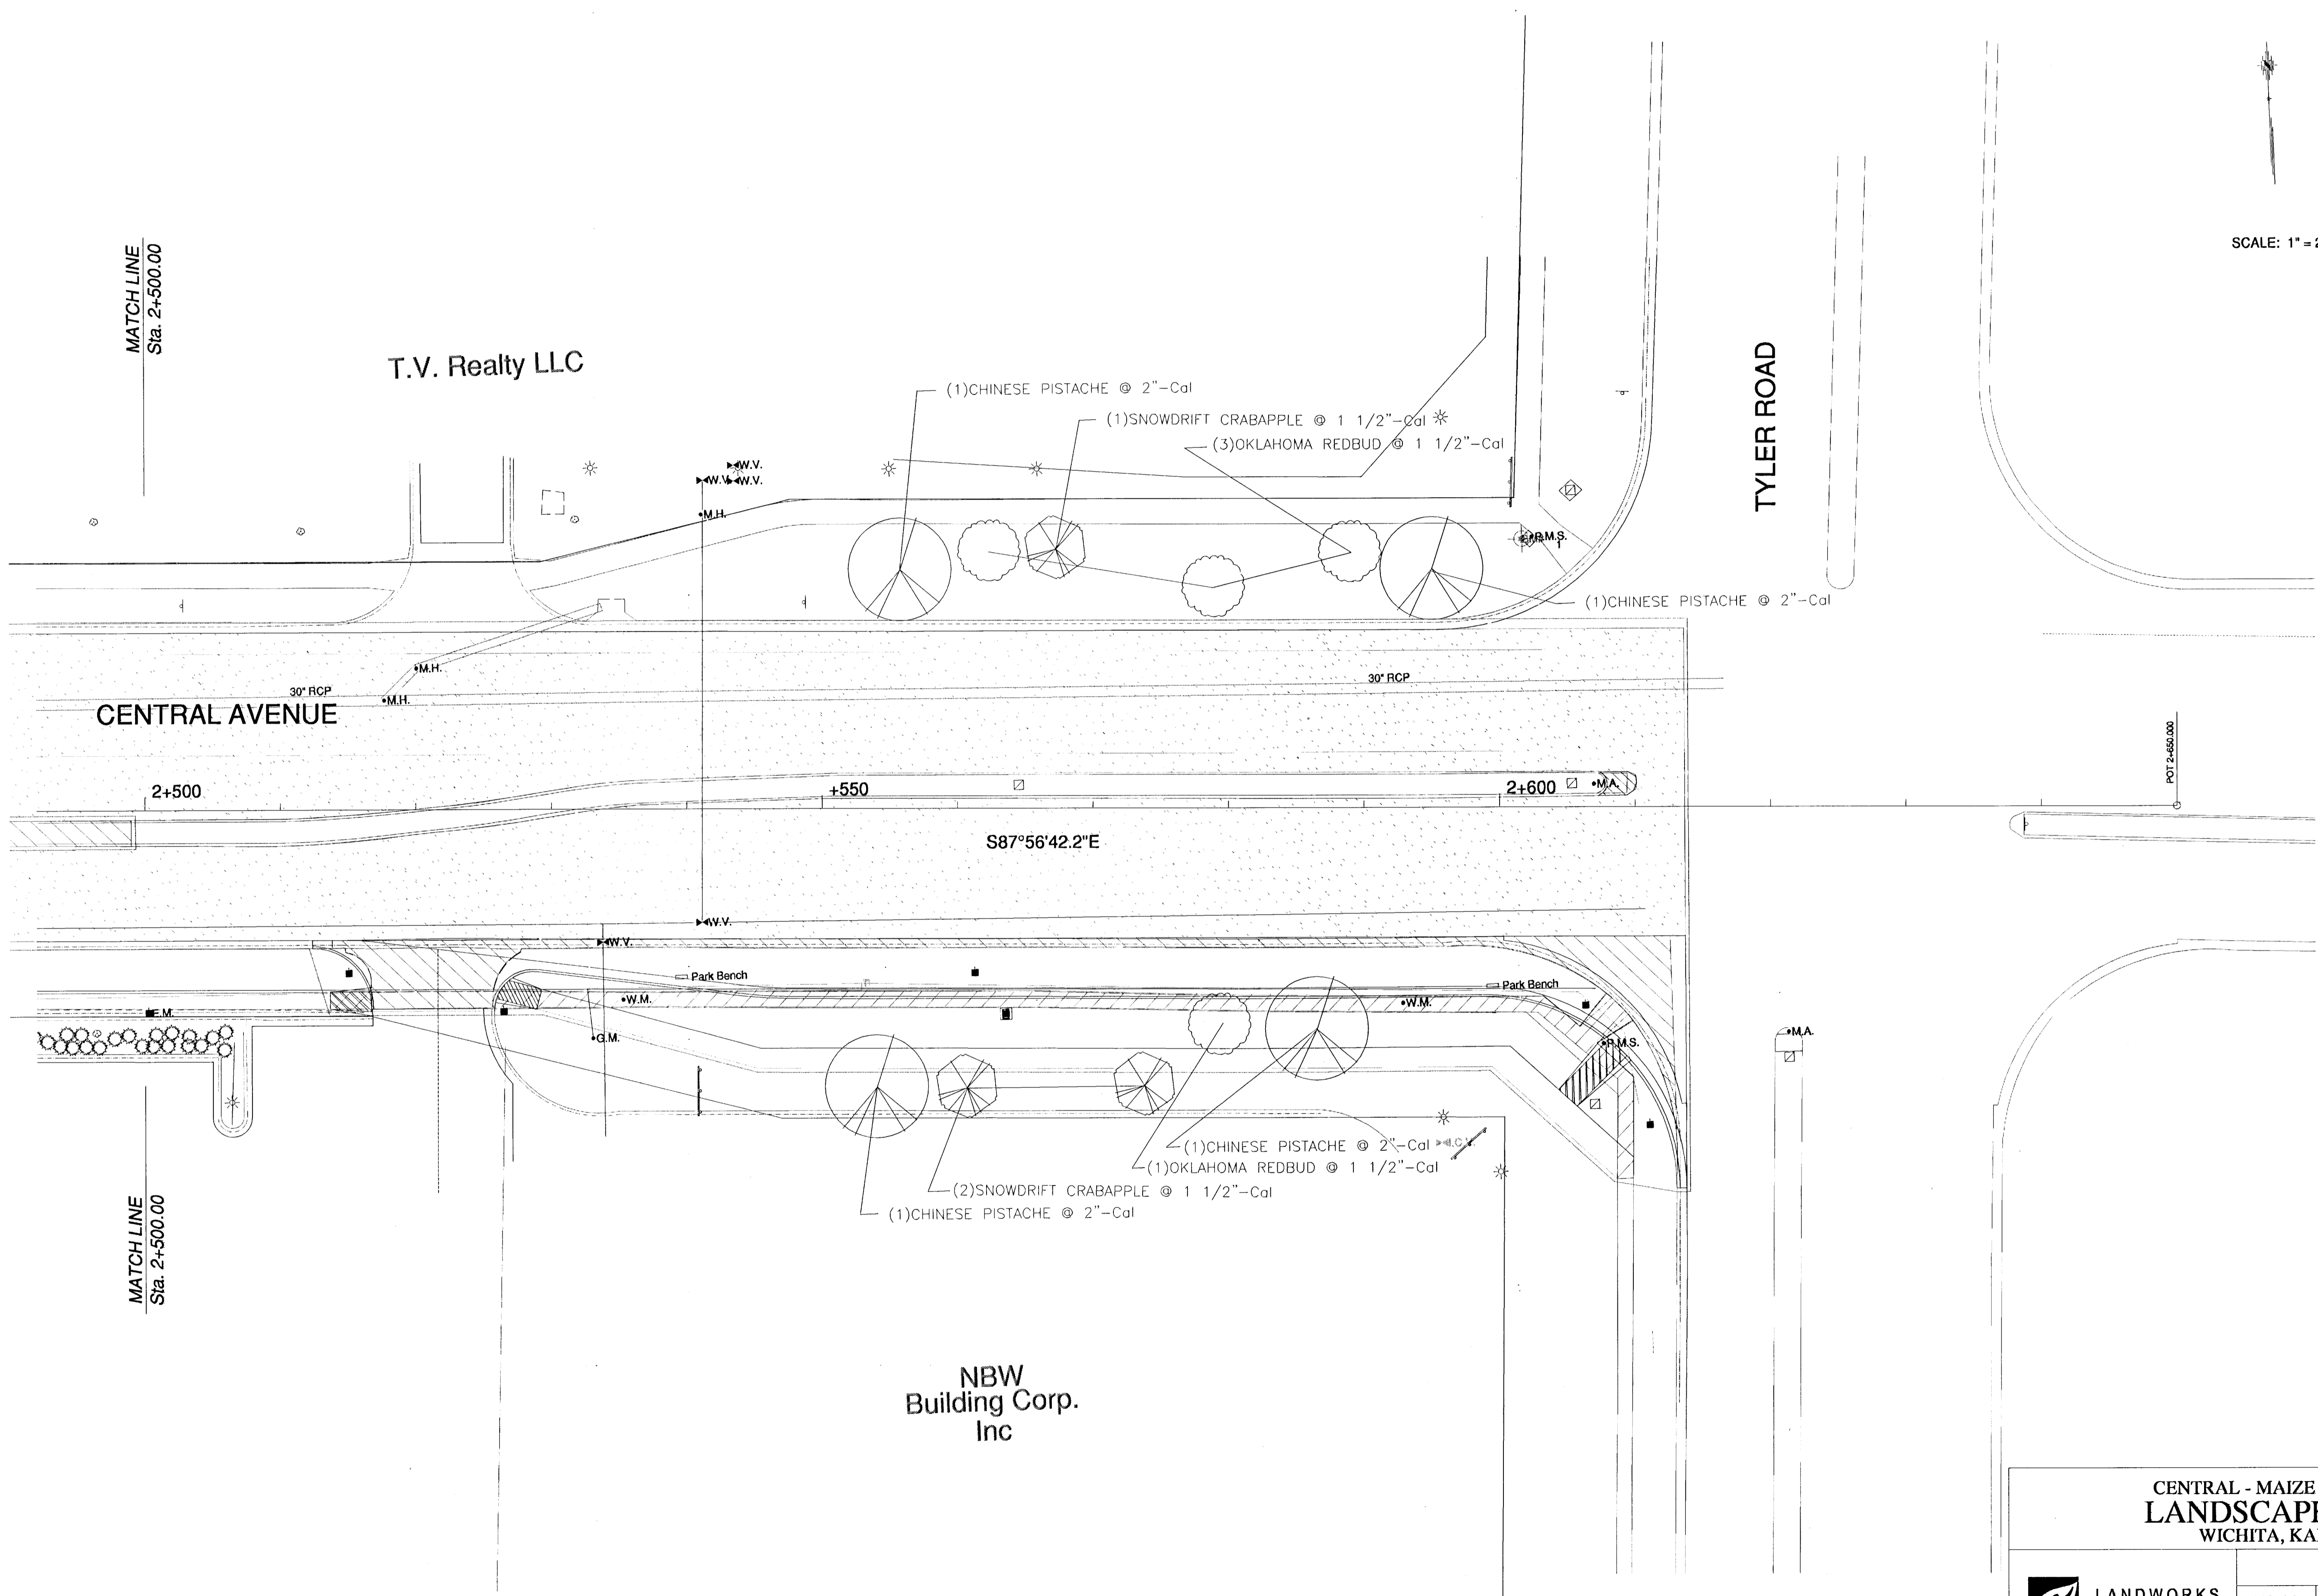 SCALE: 1" =
MATCH LINE
Sta. 2+500.00
T.V. Realty LLC
TYLER ROAD
(1)CHINESE PISTACHE @ 2"-Cal
(1)SNOWDRIFT CRABAPPLE @ 1 1/2"-Cal
(3)OKLAHOMA REDBUD @ 1 1/2"-Cal
W.V.
W.V.
W.V.
M.H.
P.M.S.
1
(1)CHINESE PISTACHE @ 2"-Cal
M.H.
30" RCP
30" RCP
M.H.
CENTRAL AVENUE
POT 2+650.000
2+500
+550
2+600
M.A.
S87°56'42.2"E
W.V.
W.V.
Park Bench
Park Bench
W.M.
W.M.
E.M.
G.M.
P.M.S.
M.A.
(1)CHINESE PISTACHE @ 2"-Cal
(1)OKLAHOMA REDBUD @ 1 1/2"-Cal
(2)SNOWDRIFT CRABAPPLE @ 1 1/2"-Cal
(1)CHINESE PISTACHE @ 2"-Cal
MATCH LINE
Sta. 2+500.00
NBW
Building Corp.
Inc
CENTRAL - MAIZE
LANDSCAPE
WICHITA, KA
LANDWORKS